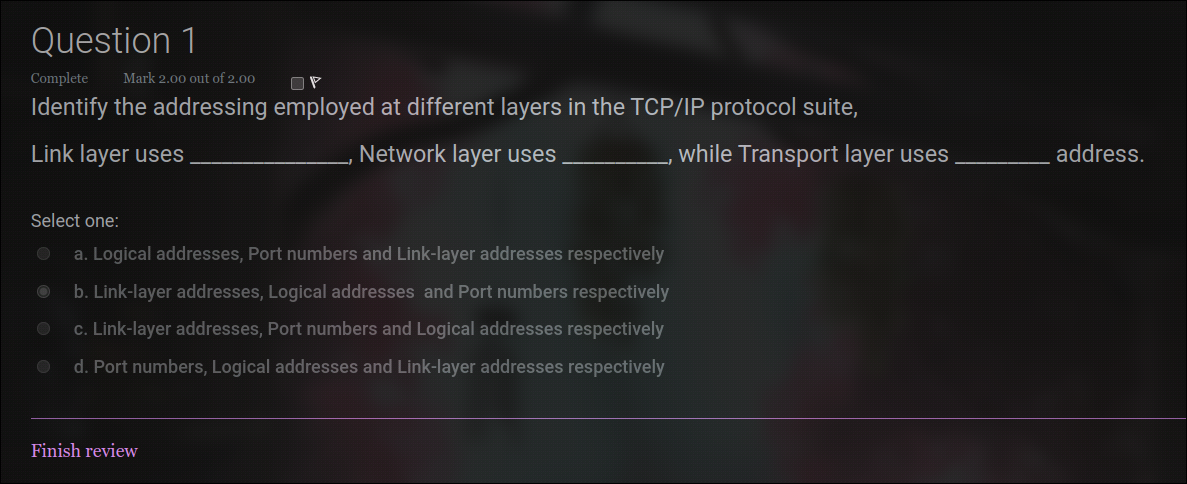 Question 1
Complete Mark 2.00 out of 2.00
Identify the addressing employed at different layers in the TCP/IP protocol suite,
Link layer uses _______________, Network layer uses __________, while Transport layer uses _________ address.
Select one:
a. Logical addresses, Port numbers and Link-layer addresses respectively
b. Link-layer addresses, Logical addresses and Port numbers respectively
c. Link-layer addresses, Port numbers and Logical addresses respectively
d. Port numbers, Logical addresses and Link-layer addresses respectively
Finish review